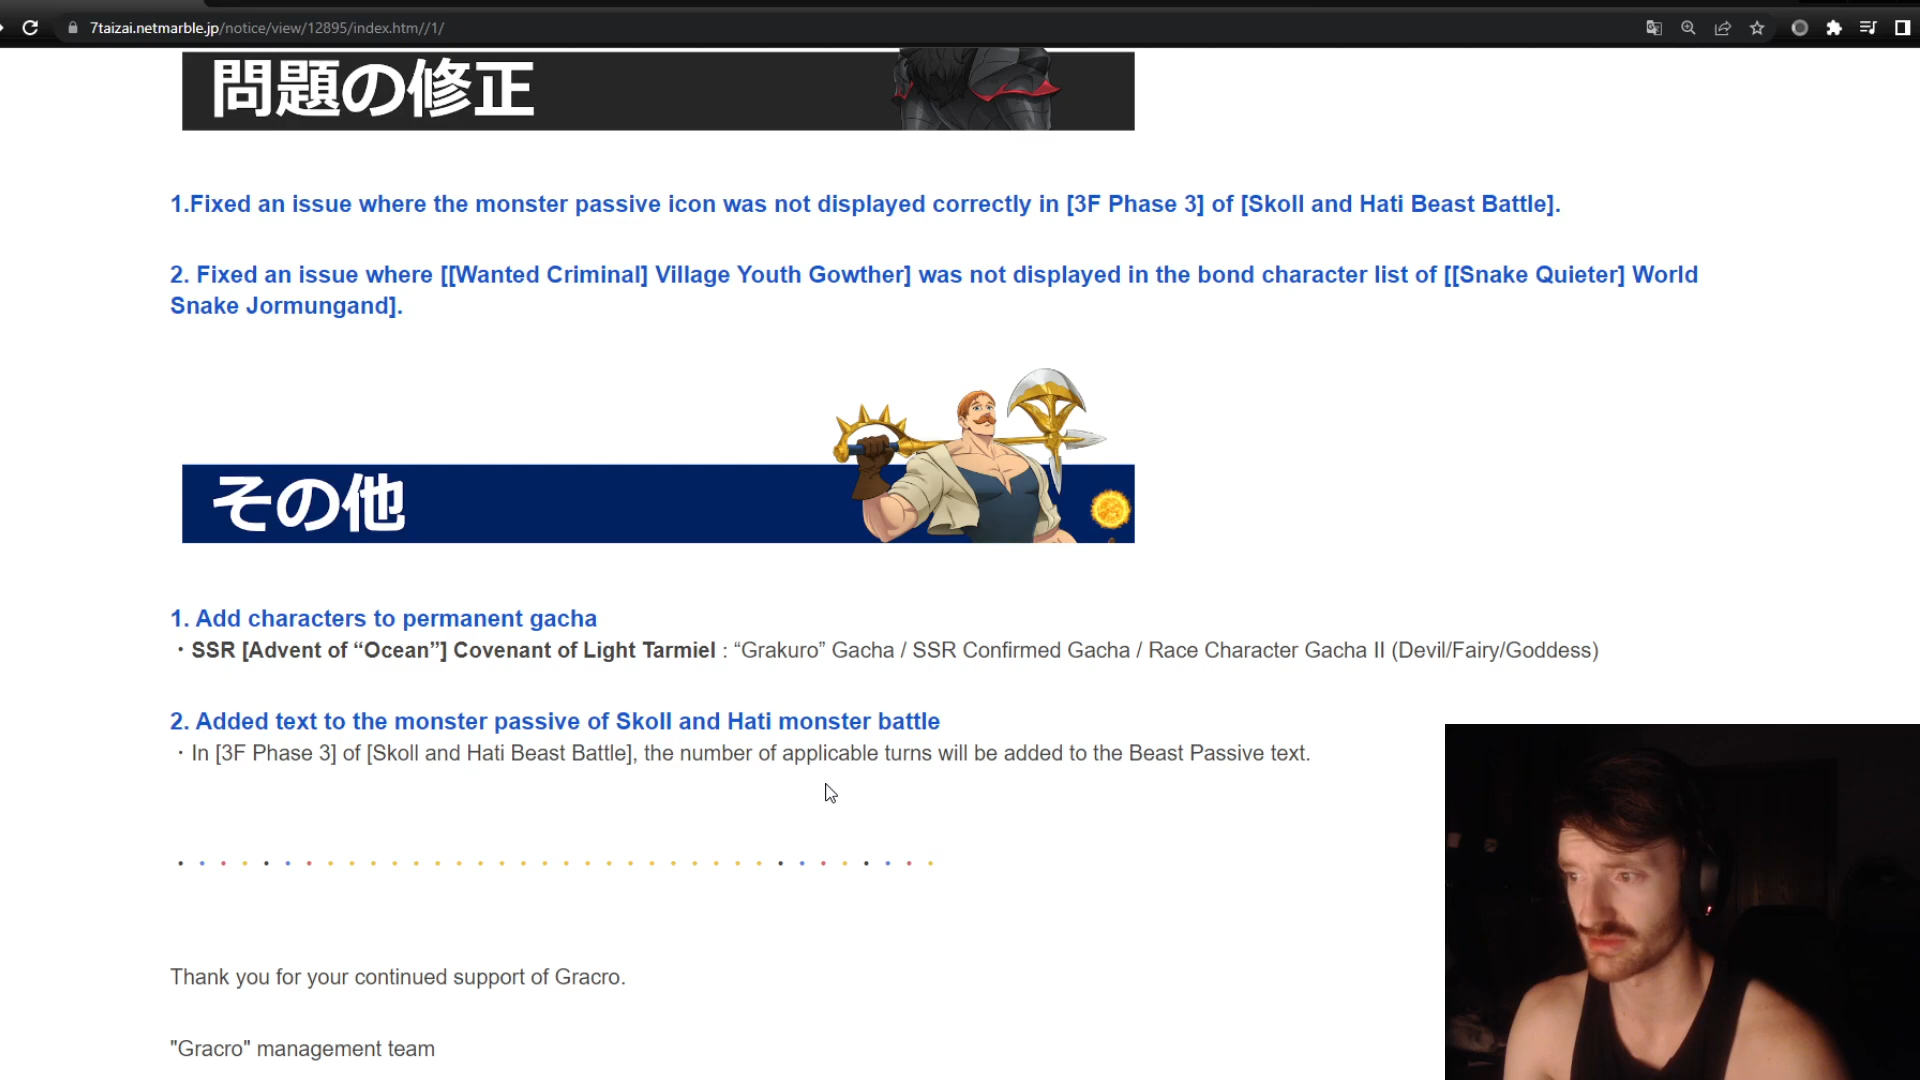 7taizai.netmarble.jp/notice/view/12895/index.htm//1/
問題の修正
1.Fixed an issue where the monster passive icon was not displayed correctly in [3F Phase 3] of [Skoll and Hati Beast Battle].
2. Fixed an issue where [[Wanted Criminal] Village Youth Gowther] was not displayed in the bond character list of [[Snake Quieter] World
Snake Jormungand].
その他
1. Add characters to permanent gacha
・SSR [Advent of “Ocean”] Covenant of Light Tarmiel : “Grakuro” Gacha / SSR Confirmed Gacha / Race Character Gacha II (Devil/Fairy/Goddess)
2. Added text to the monster passive of Skoll and Hati monster battle
・In [3F Phase 3] of [Skoll and Hati Beast Battle], the number of applicable turns will be added to the Beast Passive text.
Thank you for your continued support of Gracro.
"Gracro" management team